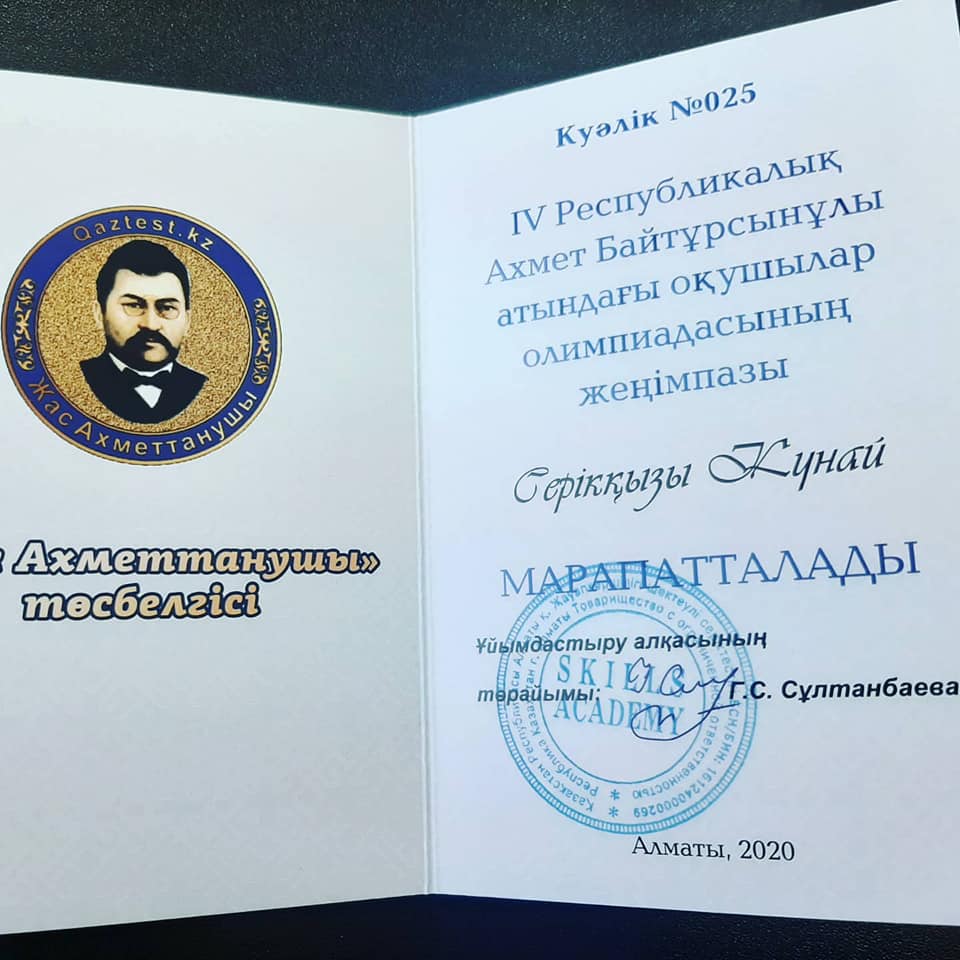 Qaztest.kz
Жас Ахметтанушы
Ахметтанушы»
төсбелгісі
Куәлік №025
IV Республикалық
Ахмет Байтұрсынұлы
атындағы оқушылар
олимпиадасының
жеңімпазы
Серікқызы Күнай
МАРАПАТТАЛАДЫ
Ұйымдастыру алқасының
төрайымы: Г.С. Сұлтанбаева
SKILLS
ACADEMY
Алматы, 2020